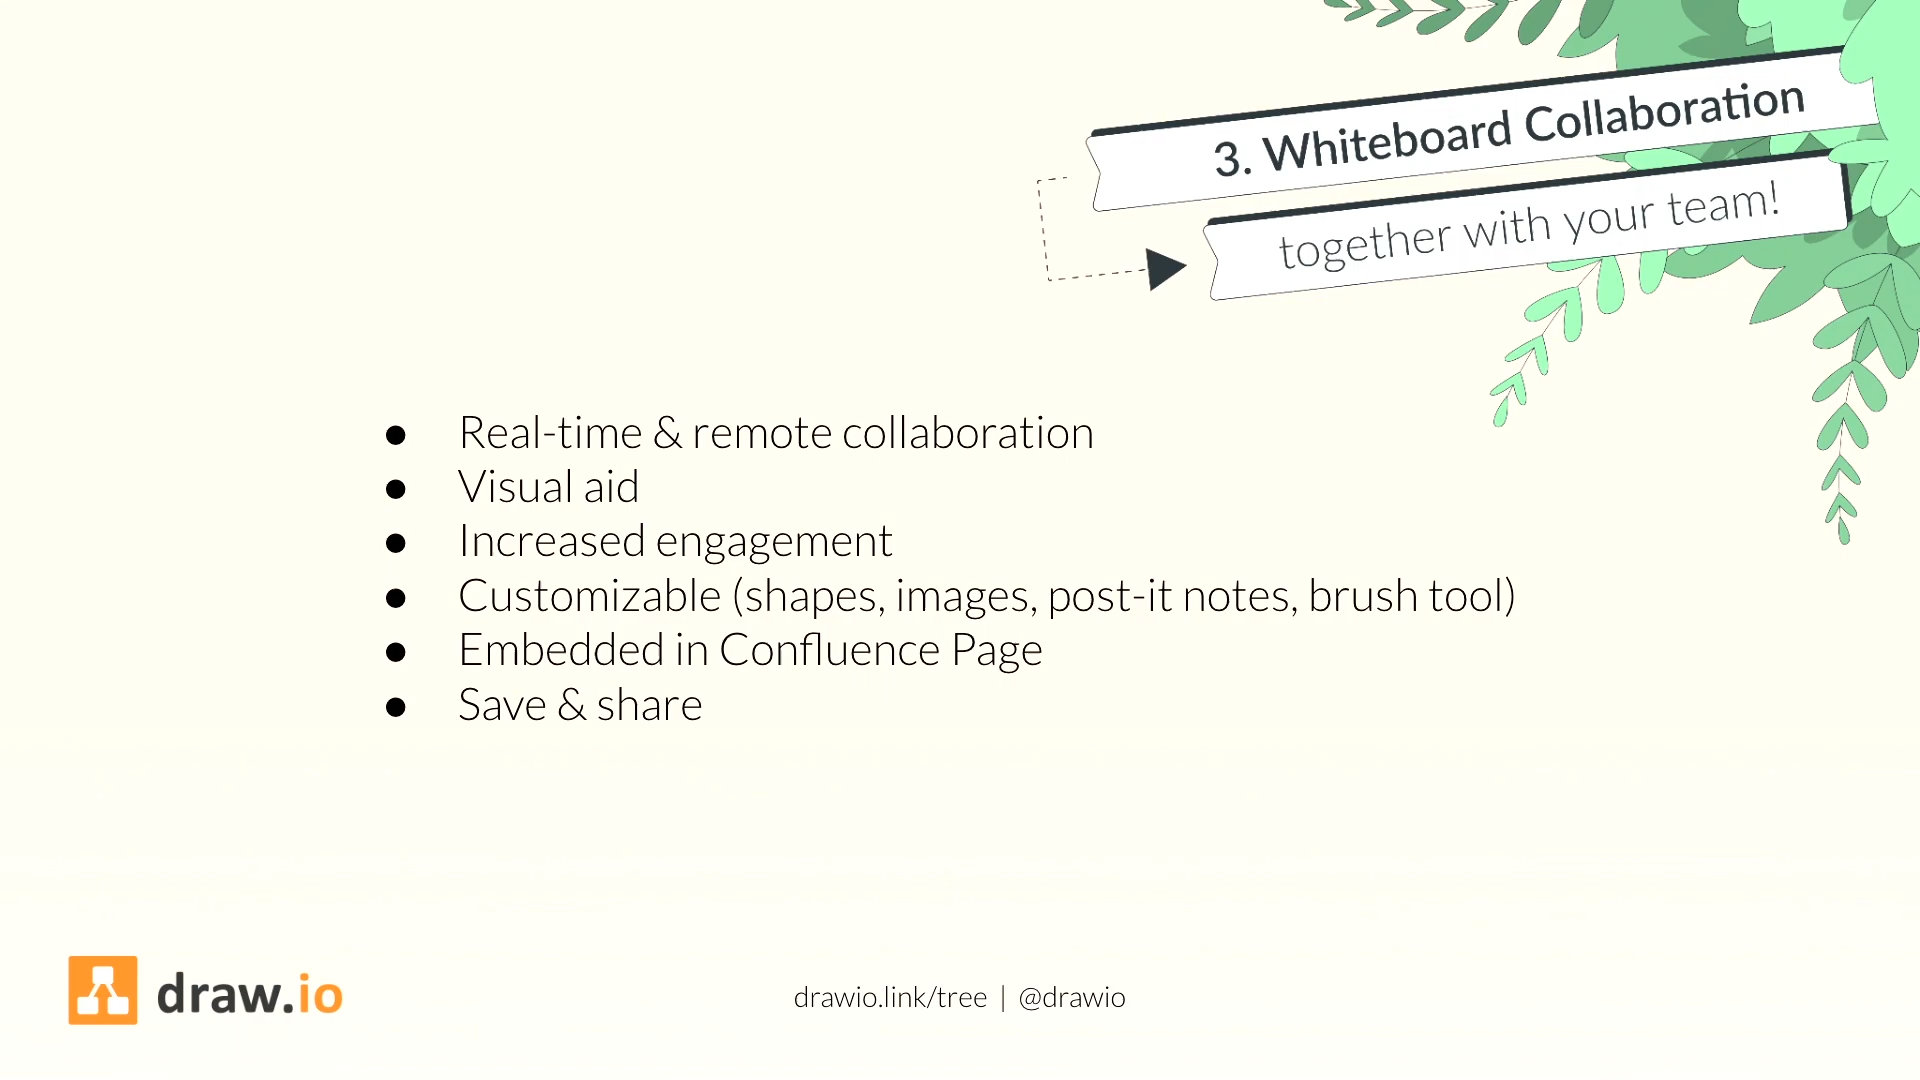 3. Whiteboard Collaboration
together with your team!
● Real-time & remote collaboration
● Visual aid
● Increased engagement
● Customizable (shapes, images, post-it notes, brush tool)
● Embedded in Confluence Page
● Save & share
draw.io
drawio.link/tree | @drawio